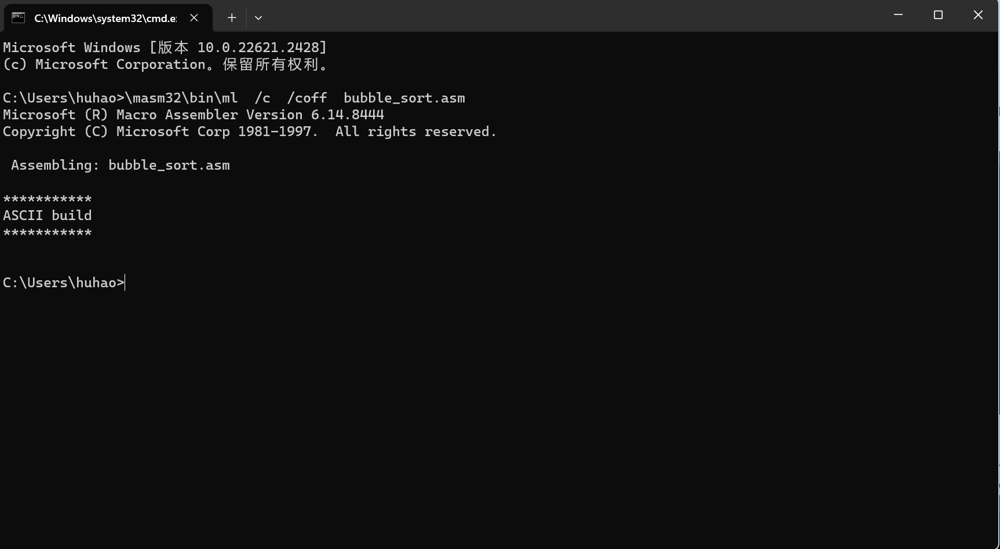 C:\Windows\system32\cmd.e
Microsoft Windows [版本 10.0.22621.2428]
(c) Microsoft Corporation。保留所有权利。
C:\Users\huhao>\masm32\bin\ml  /c  /coff  bubble_sort.asm
Microsoft (R) Macro Assembler Version 6.14.8444
Copyright (C) Microsoft Corp 1981-1997.  All rights reserved.
 Assembling: bubble_sort.asm
***********
ASCII build
***********
C:\Users\huhao>